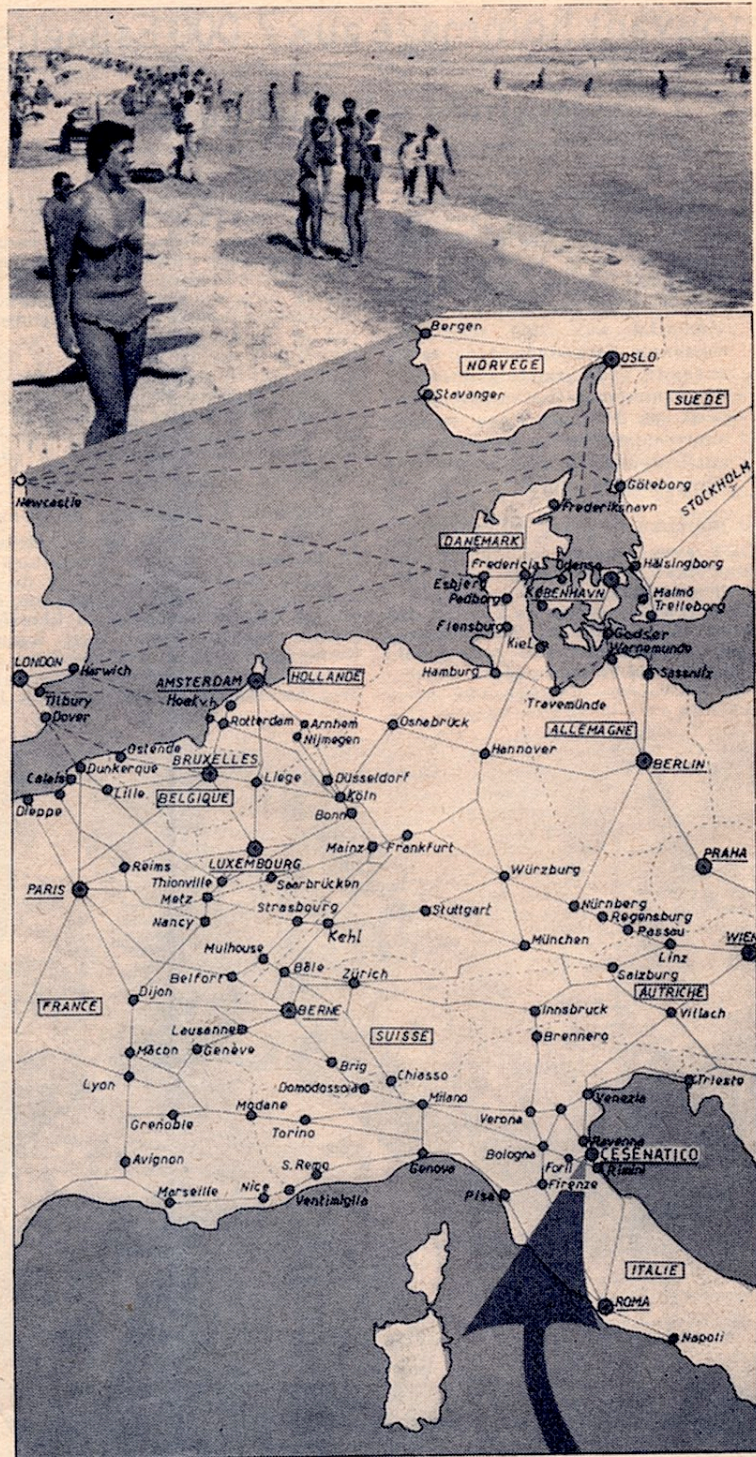 Bergen
NORVEGE
OSLO
Stavanger
SUEDE
Newcastle
Göteborg
STOCKHOLM
Frederikshavn
DANEMARK
Fredericia
Odense
Hälsingborg
Esbjerg
KØBENHAVN
Malmö
Padborg
Trelleborg
Flensburg
Gedser
Kiel
Warnemunde
LONDON
Harwich
AMSTERDAM
HOLLANDE
Hamburg
Sassnitz
Tilbury
Hoek v.h.
Travemünde
Dover
Rotterdam
Arnhem
Osnabrück
ALLEMAGNE
Nijmegen
Ostende
Hannover
BRUXELLES
BERLIN
Calais
Dunkerque
Liege
Düsseldorf
Lille
BELGIQUE
Köln
Dieppe
Bonn
Mainz
Frankfurt
LUXEMBOURG
PRAHA
Reims
Thionville
Saarbrücken
Würzburg
PARIS
Metz
Nürnberg
Strasbourg
Stuttgart
Regensburg
Nancy
Kehl
Passau
WIEN
Mulhouse
München
Linz
Belfort
Bâle
Zürich
Salzburg
AUTRICHE
FRANCE
Dijon
BERNE
Innsbruck
Villach
Lausanne
SUISSE
Brennero
Mâcon
Genève
Brig
Chiasso
Trieste
Lyon
Domodossola
Milano
Venezia
Grenoble
Modane
Verona
Torino
Ravenna
Bologna
CESENATICO
Avignon
S. Remo
Genova
Forlì
Rimini
Marseille
Nice
Ventimiglia
Pisa
Firenze
ITALIE
ROMA
Napoli